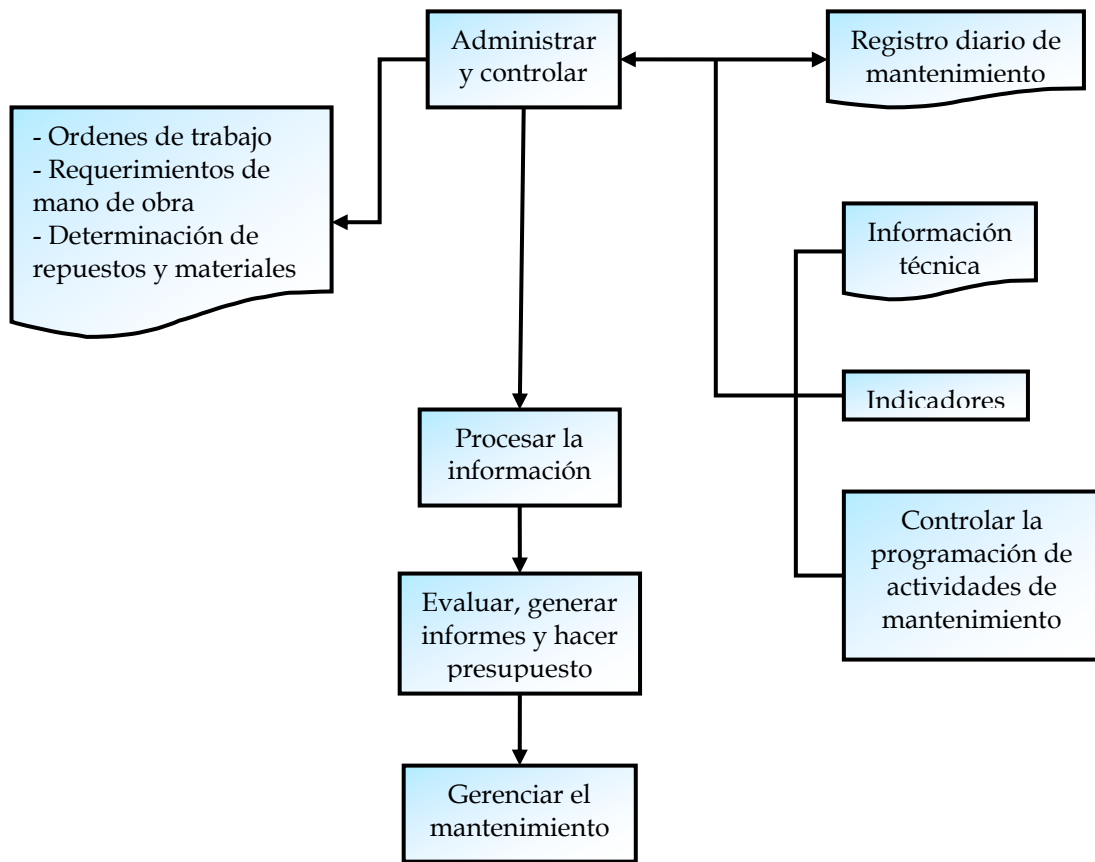 Administrar
y controlar
Registro diario de
mantenimiento
- Ordenes de trabajo
- Requerimientos de
mano de obra
- Determinación de
repuestos y materiales
Información
técnica
Indicadores
Procesar la
información
Controlar la
programación de
actividades de
mantenimiento
Evaluar, generar
informes y hacer
presupuesto
Gerenciar el
mantenimiento